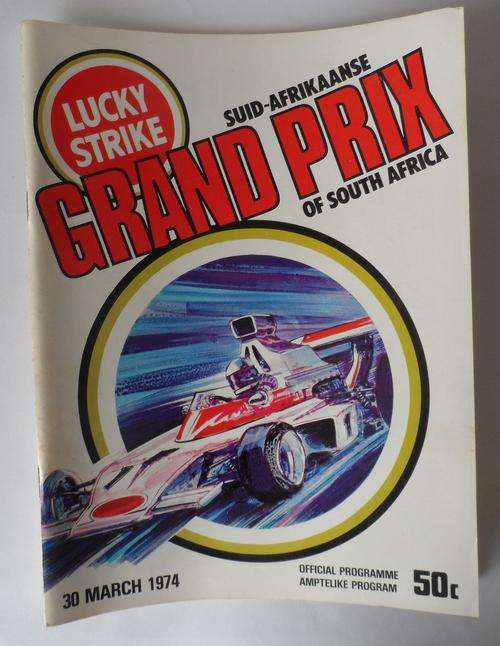 LUCKY
STRIKE
SUID-AFRIKAANSE
GRAND PRIX
OF SOUTH AFRICA
30 MARCH 1974
OFFICIAL PROGRAMME
AMPTELIKE PROGRAM
50c